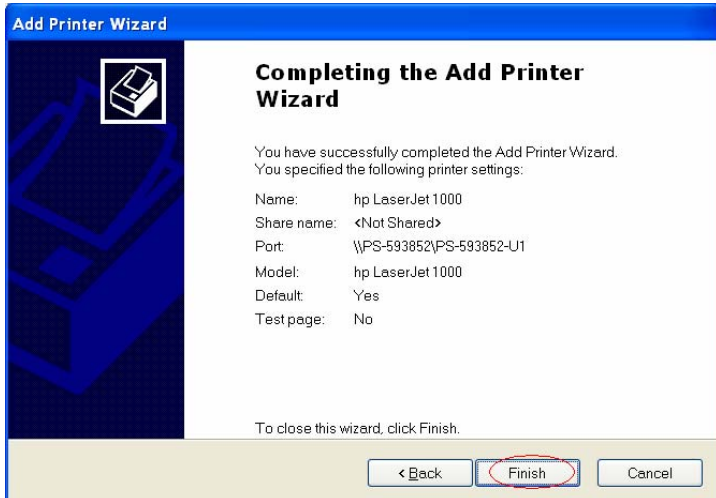 Add Printer Wizard
Completing the Add Printer
Wizard
You have successfully completed the Add Printer Wizard.
You specified the following printer settings:
Name: hp LaserJet 1000
Share name: <Not Shared>
Port: \\PS-593852\PS-593852-U1
Model: hp LaserJet 1000
Default: Yes
Test page: No
To close this wizard, click Finish.
< Back Finish Cancel